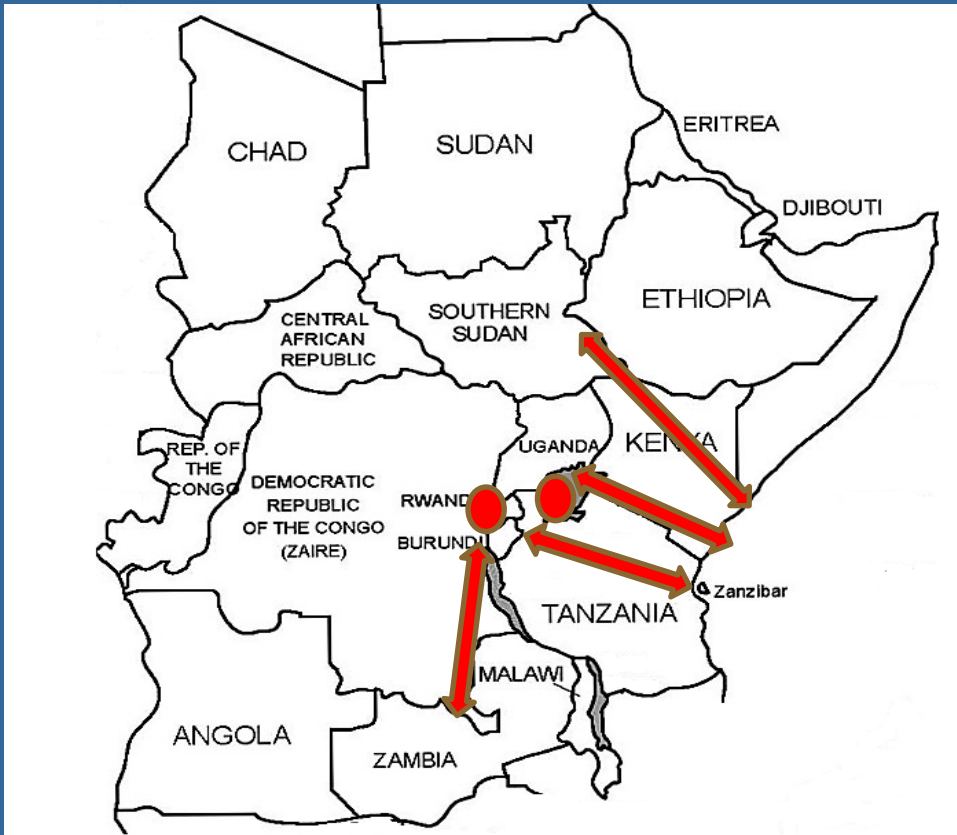 ERITREA
CHAD
SUDAN
DJIBOUTI
ETHIOPIA
SOUTHERN
SUDAN
CENTRAL
AFRICAN
REPUBLIC
UGANDA
KENYA
REP. OF
THE
CONGO
DEMOCRATIC
REPUBLIC
OF THE CONGO
(ZAIRE)
RWAND
BURUNDI
Zanzibar
TANZANIA
MALAWI
ANGOLA
ZAMBIA